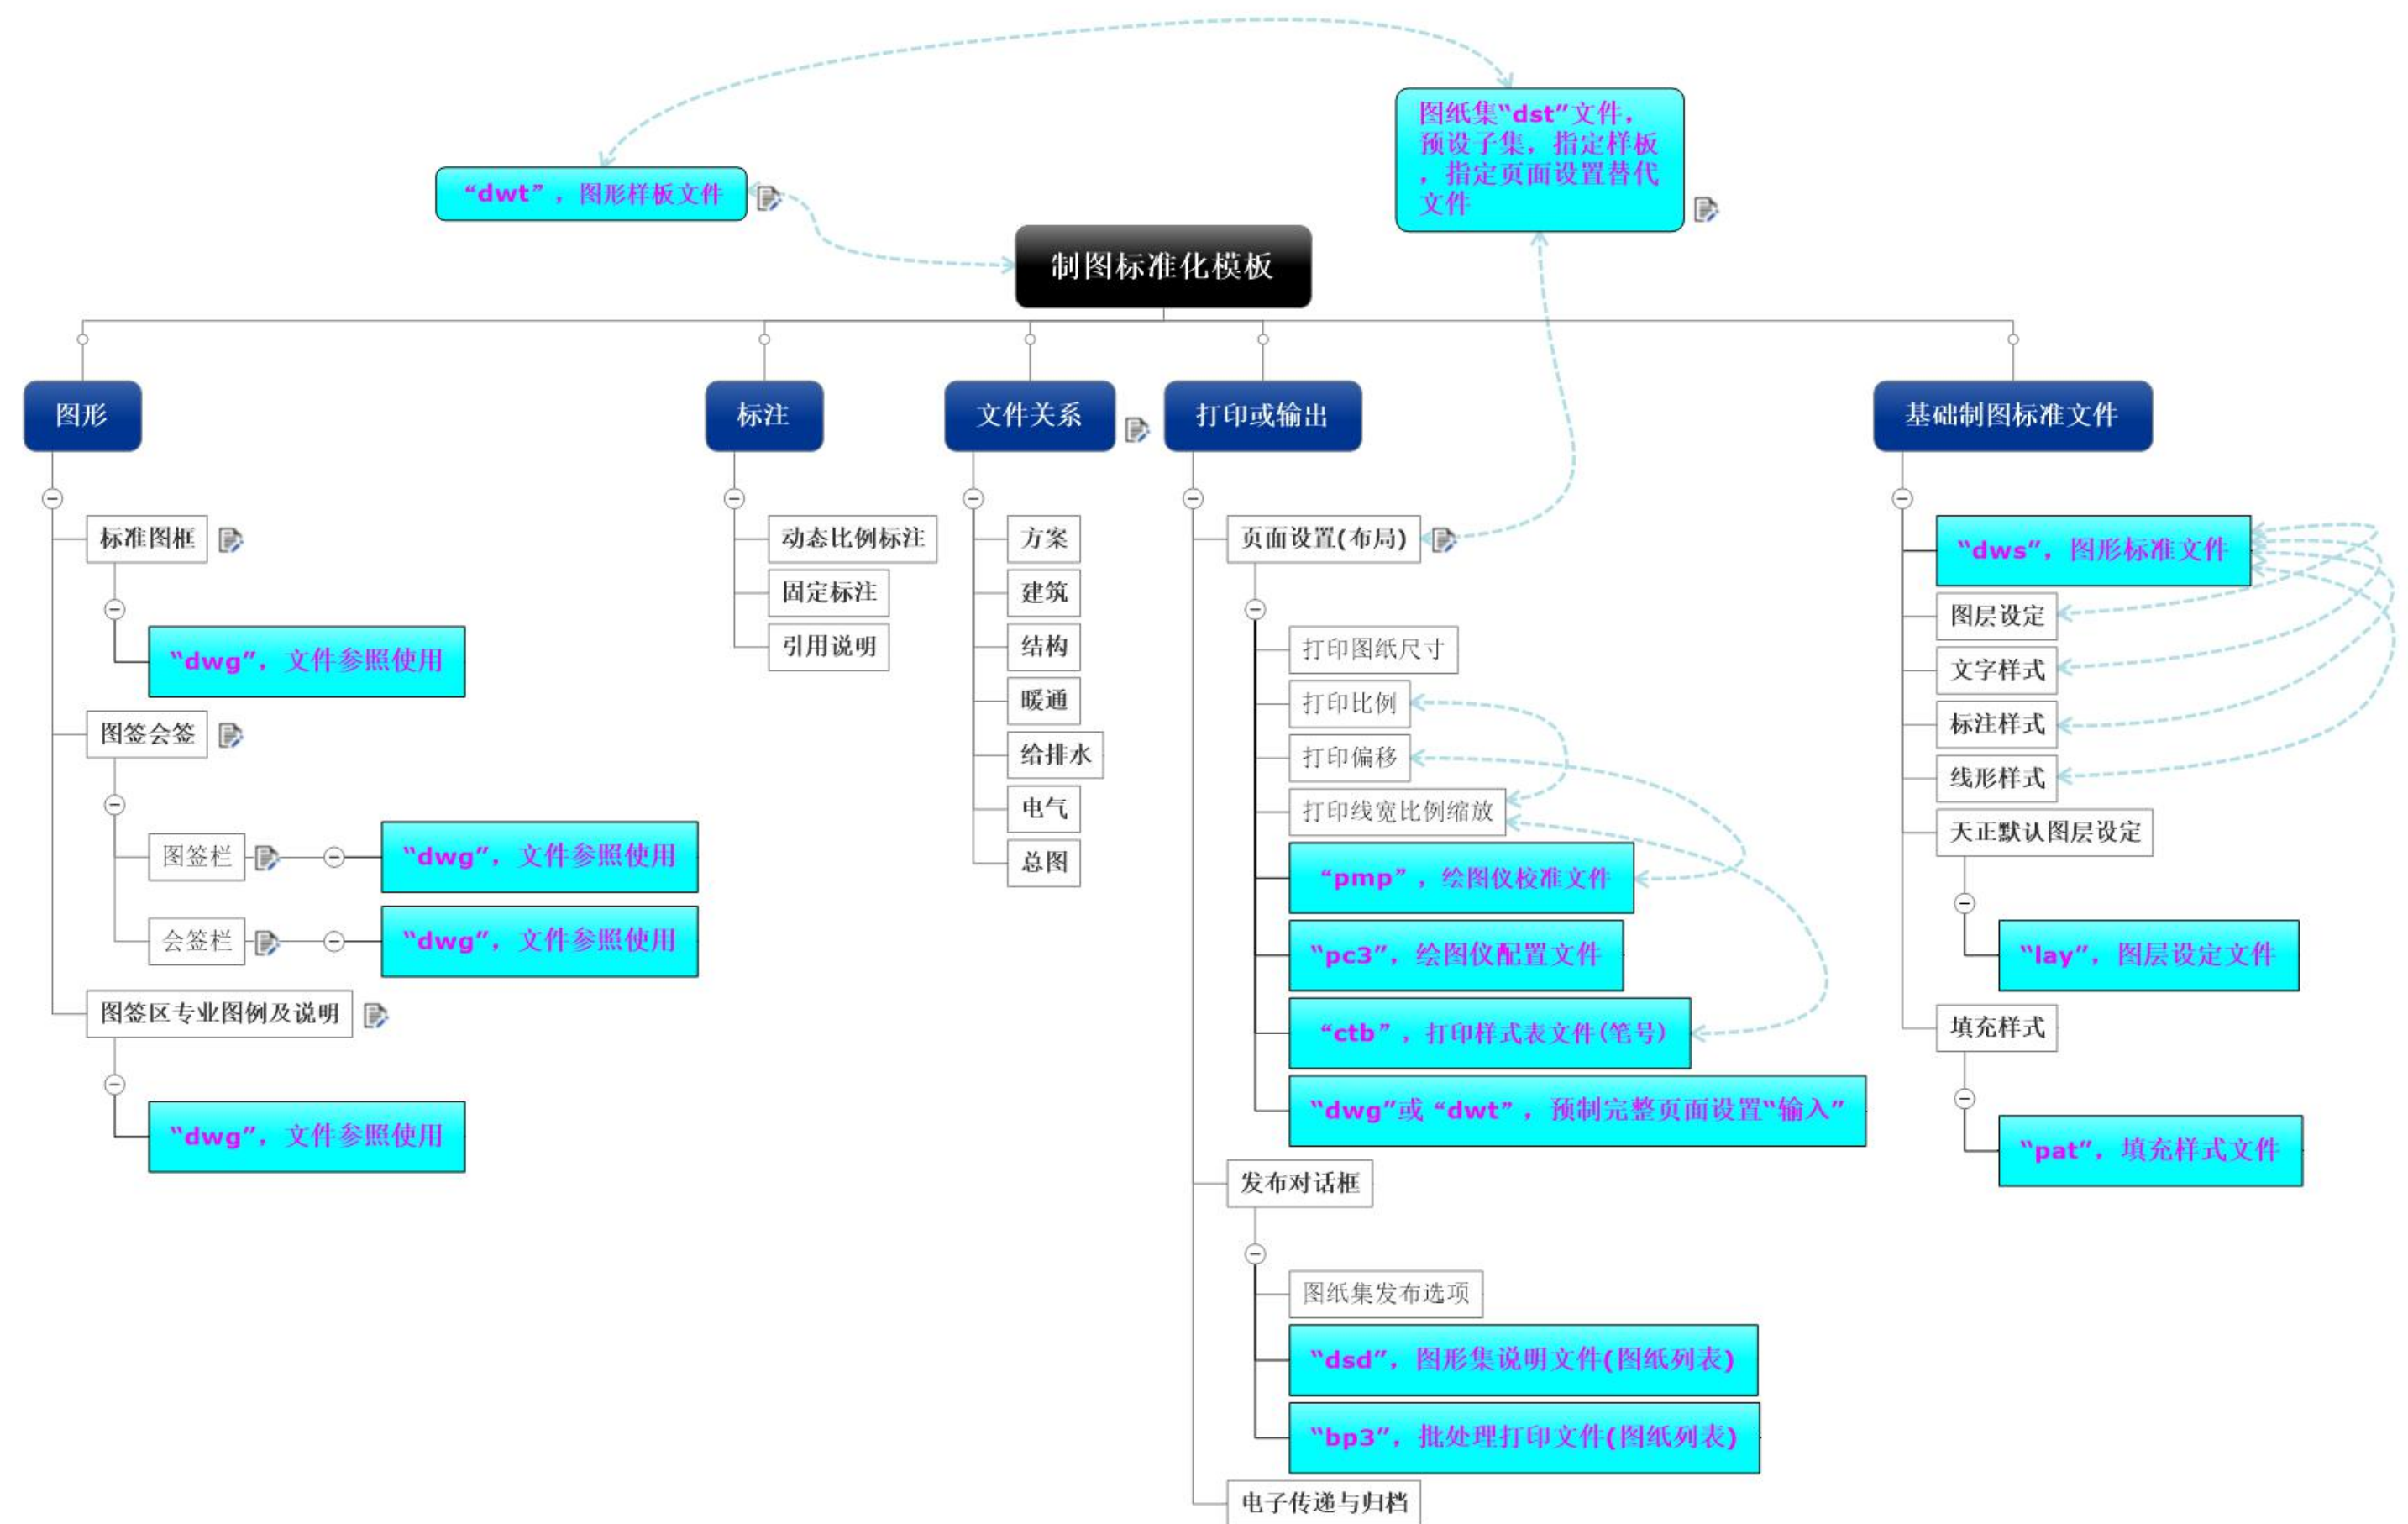 图纸集“dst”文件，
预设子集，指定样板
，指定页面设置替代
文件
“dwt”，图形样板文件
制图标准化模板
图形
标准图框
“dwg”，文件参照使用
图签会签
图签栏
“dwg”，文件参照使用
会签栏
“dwg”，文件参照使用
图签区专业图例及说明
“dwg”，文件参照使用
标注
动态比例标注
固定标注
引用说明
文件关系
方案
建筑
结构
暖通
给排水
电气
总图
打印或输出
页面设置(布局)
打印图纸尺寸
打印比例
打印偏移
打印线宽比例缩放
“pmp”，绘图仪校准文件
“pc3”，绘图仪配置文件
“ctb”，打印样式表文件(笔号)
“dwg”或“dwt”，预制完整页面设置“输入”
发布对话框
图纸集发布选项
“dsd”，图形集说明文件(图纸列表)
“bp3”，批处理打印文件(图纸列表)
电子传递与归档
基础制图标准文件
“dws”，图形标准文件
图层设定
文字样式
标注样式
线形样式
天正默认图层设定
“lay”，图层设定文件
填充样式
“pat”，填充样式文件